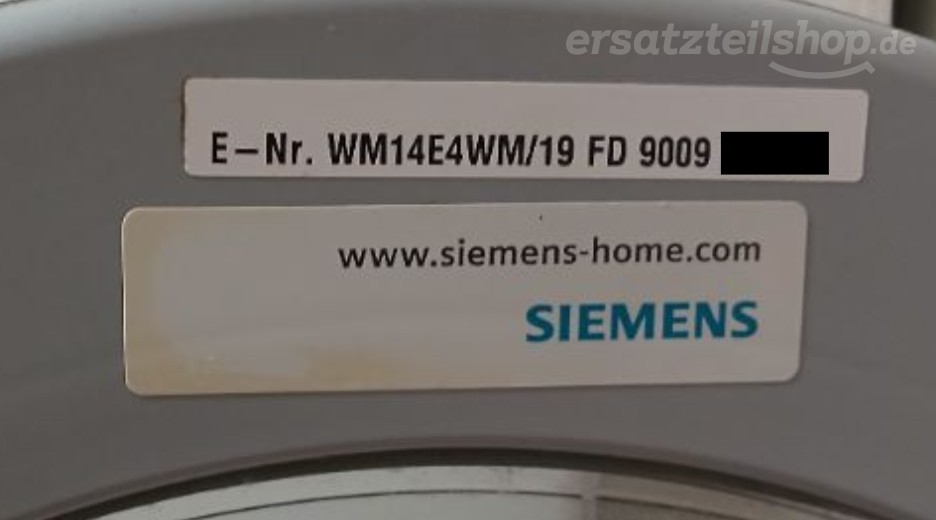 ersatzteilshop.de
E-Nr. WM14E4WM/19 FD 9009
www.siemens-home.com
SIEMENS